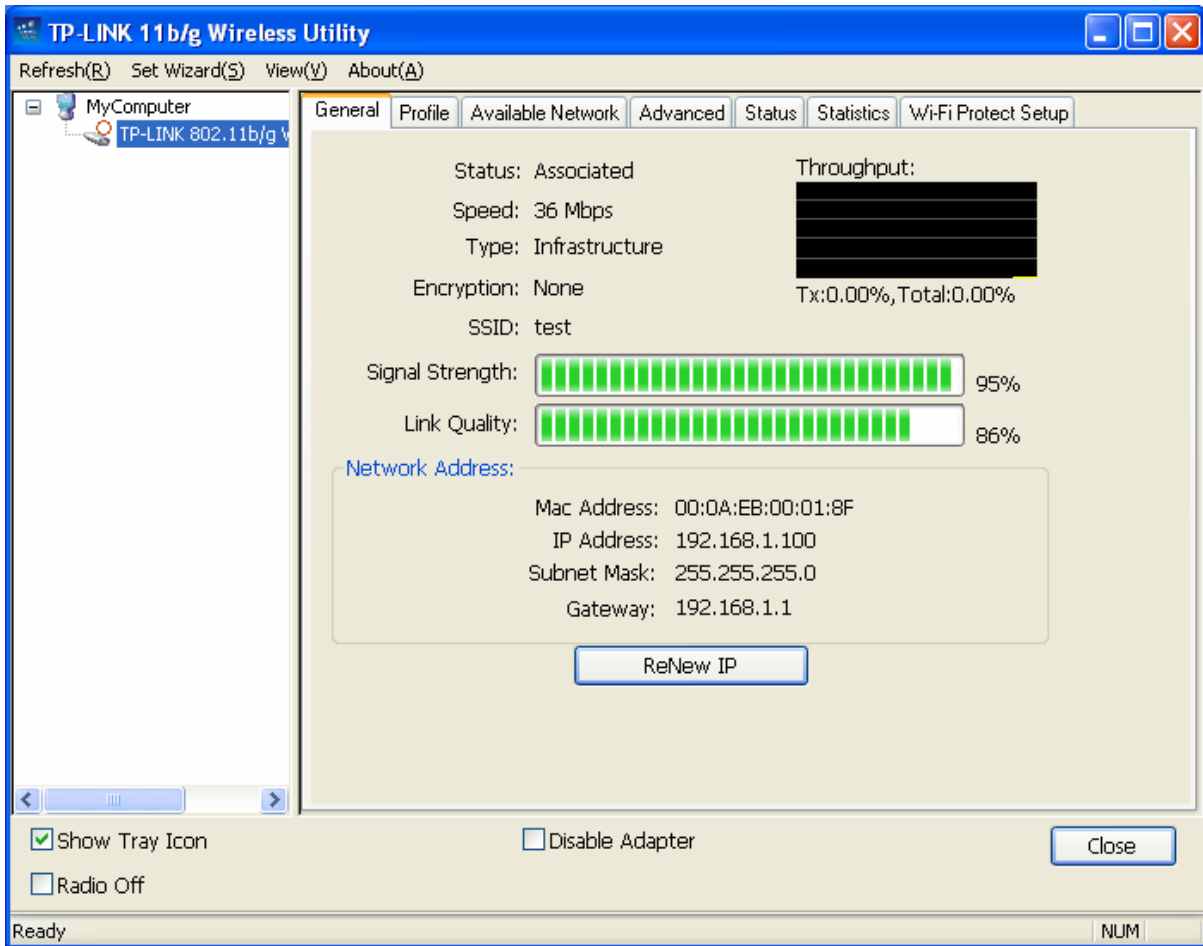 TP-LINK 11b/g Wireless Utility
Refresh(R) Set Wizard(S) View(V) About(A)
MyComputer
TP-LINK 802.11b/g
General Profile Available Network Advanced Status Statistics Wi-Fi Protect Setup
Status: Associated
Throughput:
Speed: 36 Mbps
Type: Infrastructure
Encryption: None
Tx:0.00%,Total:0.00%
SSID: test
Signal Strength: 95%
Link Quality: 86%
Network Address:
Mac Address: 00:0A:EB:00:01:8F
IP Address: 192.168.1.100
Subnet Mask: 255.255.255.0
Gateway: 192.168.1.1
ReNew IP
Show Tray Icon
Disable Adapter
Close
Radio Off
Ready
NUM